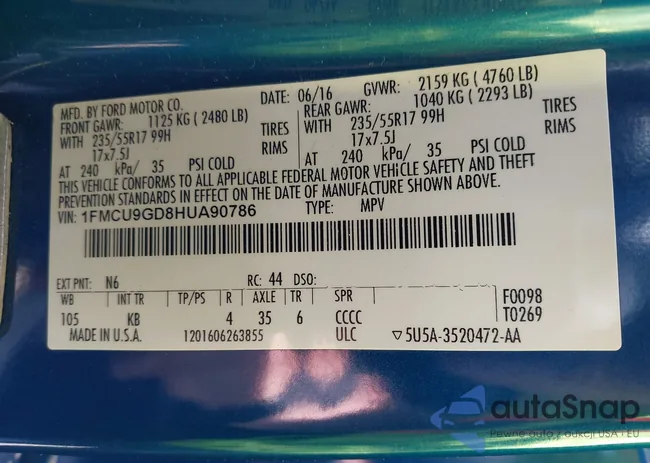 MFD. BY FORD MOTOR CO.
DATE: 06/16 GVWR: 2159 KG (4760 LB)
FRONT GAWR: 1125 KG (2480 LB) REAR GAWR: 1040 KG (2293 LB)
WITH 235/55R17 99H TIRES WITH 235/55R17 99H TIRES
17x7.5J RIMS 17x7.5J RIMS
AT 240 kPa/ 35 PSI COLD AT 240 kPa/ 35 PSI COLD
THIS VEHICLE CONFORMS TO ALL APPLICABLE FEDERAL MOTOR VEHICLE SAFETY AND THEFT
PREVENTION STANDARDS IN EFFECT ON THE DATE OF MANUFACTURE SHOWN ABOVE.
VIN: 1FMCU9GD8HUA90786 TYPE: MPV
EXT PNT: N6 RC: 44 DSO:
WB INT TR TP/PS R AXLE TR SPR F0098
105 KB 4 35 6 CCCC T0269
MADE IN U.S.A. 1201606263855 ULC ▽5U5A-3520472-AA
autaSnap
Pewne auta z aukcji USA i EU